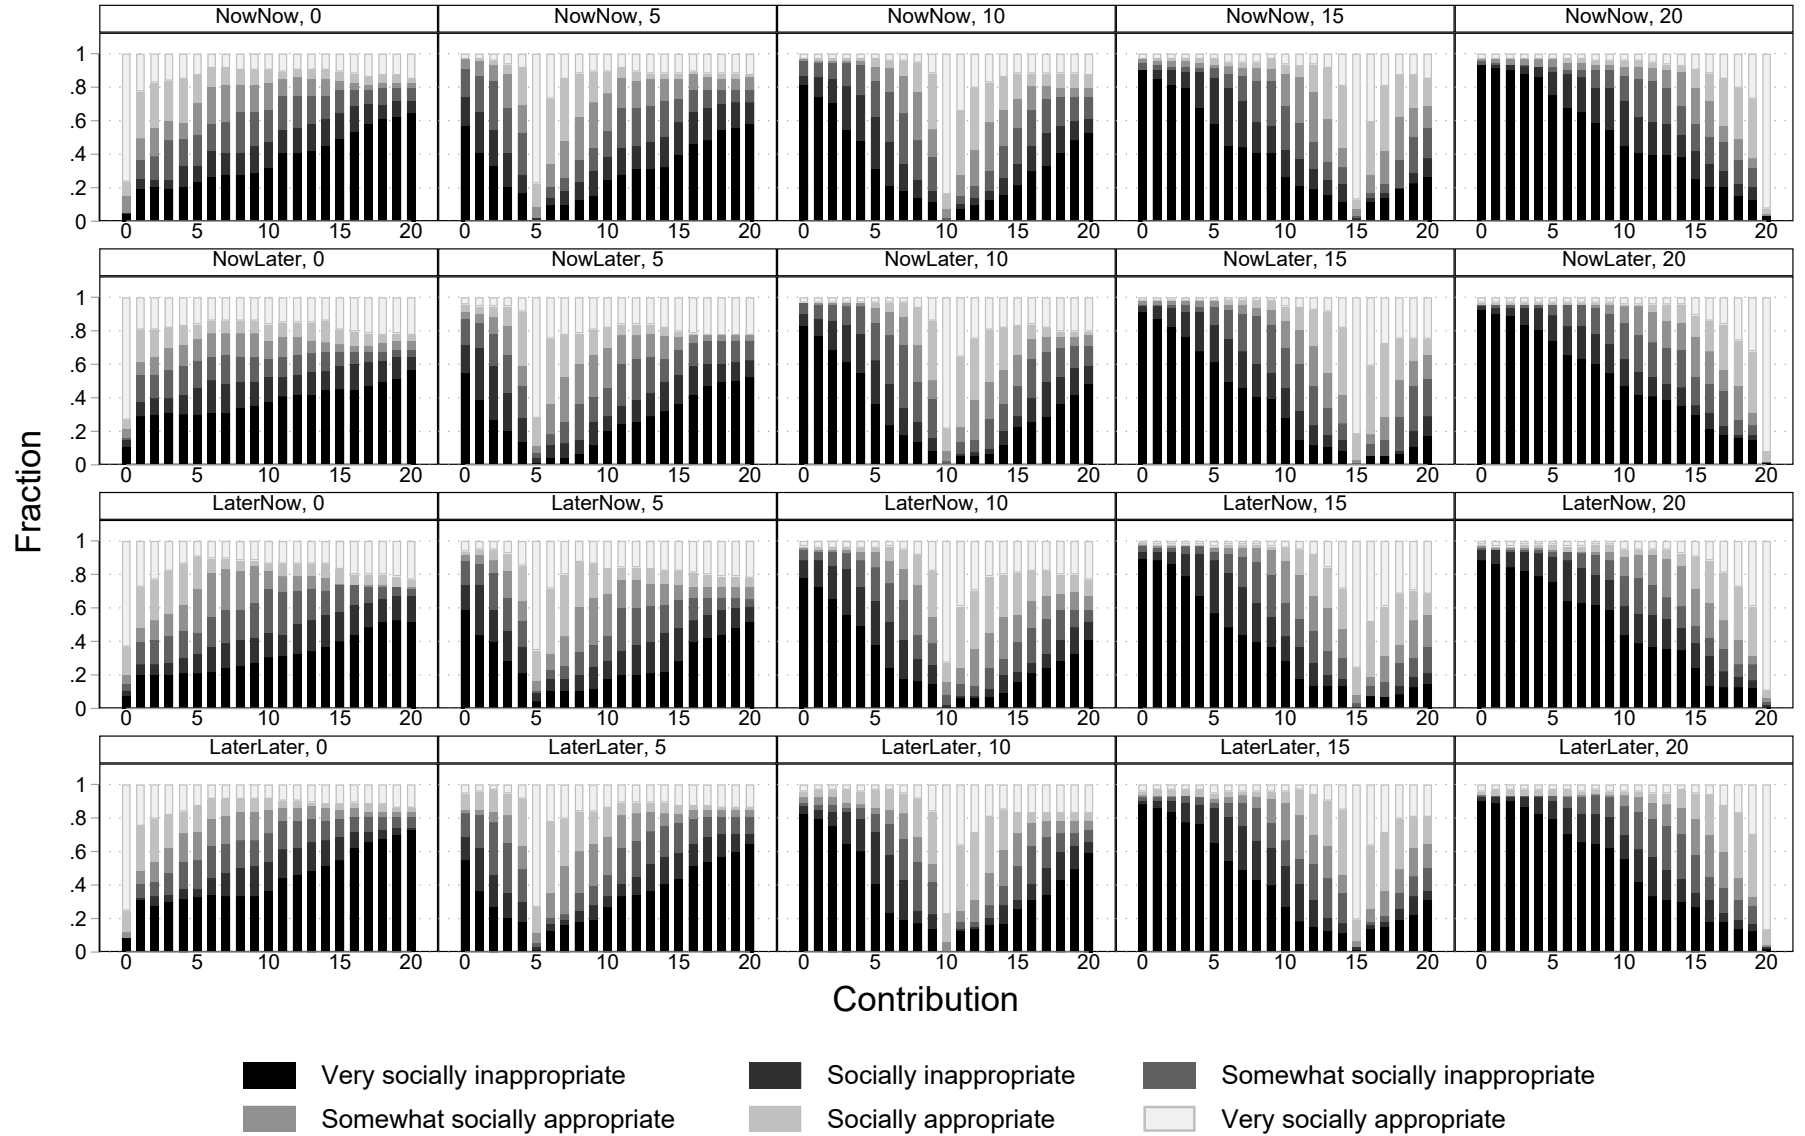 NowNow, 0 NowNow, 5 NowNow, 10 NowNow, 15 NowNow, 20
1
.8
.6
.4
.2
0
0 5 10 15 20 0 5 10 15 20 0 5 10 15 20 0 5 10 15 20 0 5 10 15 20
NowLater, 0 NowLater, 5 NowLater, 10 NowLater, 15 NowLater, 20
1
.8
.6
.4
.2
0
0 5 10 15 20 0 5 10 15 20 0 5 10 15 20 0 5 10 15 20 0 5 10 15 20
Fraction
LaterNow, 0 LaterNow, 5 LaterNow, 10 LaterNow, 15 LaterNow, 20
1
.8
.6
.4
.2
0
0 5 10 15 20 0 5 10 15 20 0 5 10 15 20 0 5 10 15 20 0 5 10 15 20
LaterLater, 0 LaterLater, 5 LaterLater, 10 LaterLater, 15 LaterLater, 20
1
.8
.6
.4
.2
0
0 5 10 15 20 0 5 10 15 20 0 5 10 15 20 0 5 10 15 20 0 5 10 15 20
Contribution
Very socially inappropriate Socially inappropriate Somewhat socially inappropriate
Somewhat socially appropriate Socially appropriate Very socially appropriate